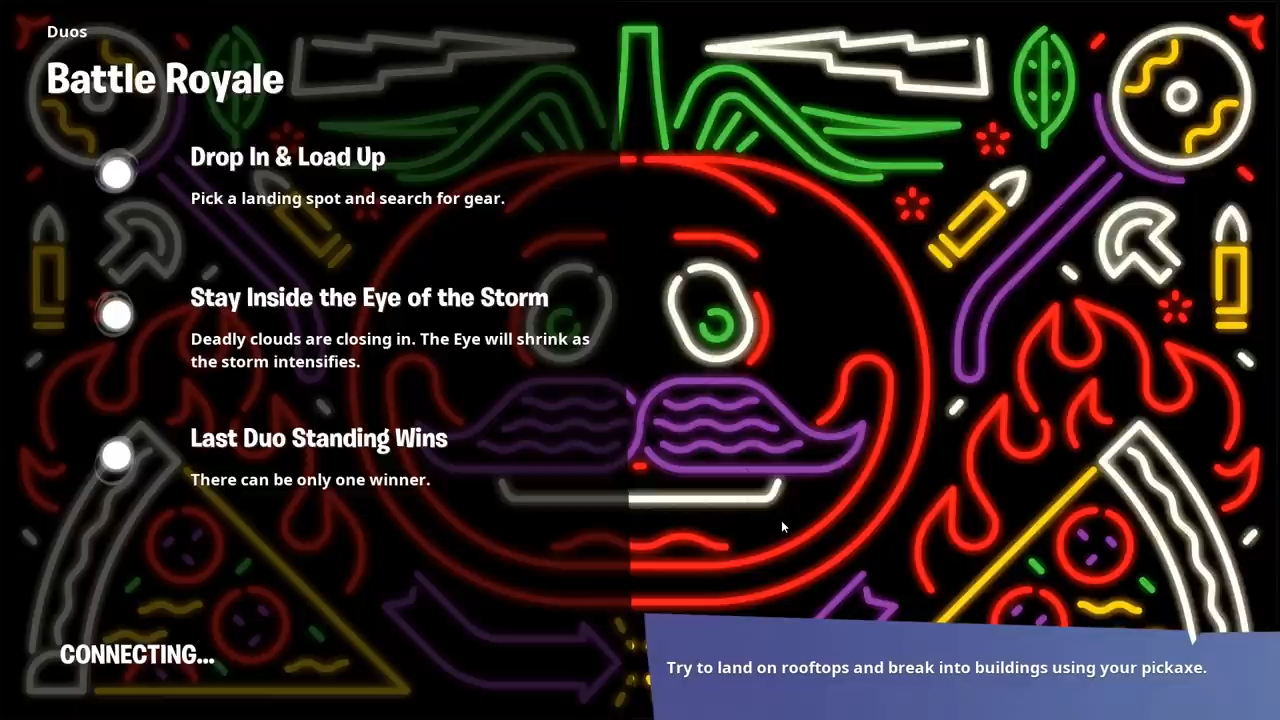 Duos
Battle Royale
Drop In & Load Up
Pick a landing spot and search for gear.
Stay Inside the Eye of the Storm
Deadly clouds are closing in. The Eye will shrink as
the storm intensifies.
Last Duo Standing Wins
There can be only one winner.
CONNECTING...
Try to land on rooftops and break into buildings using your pickaxe.